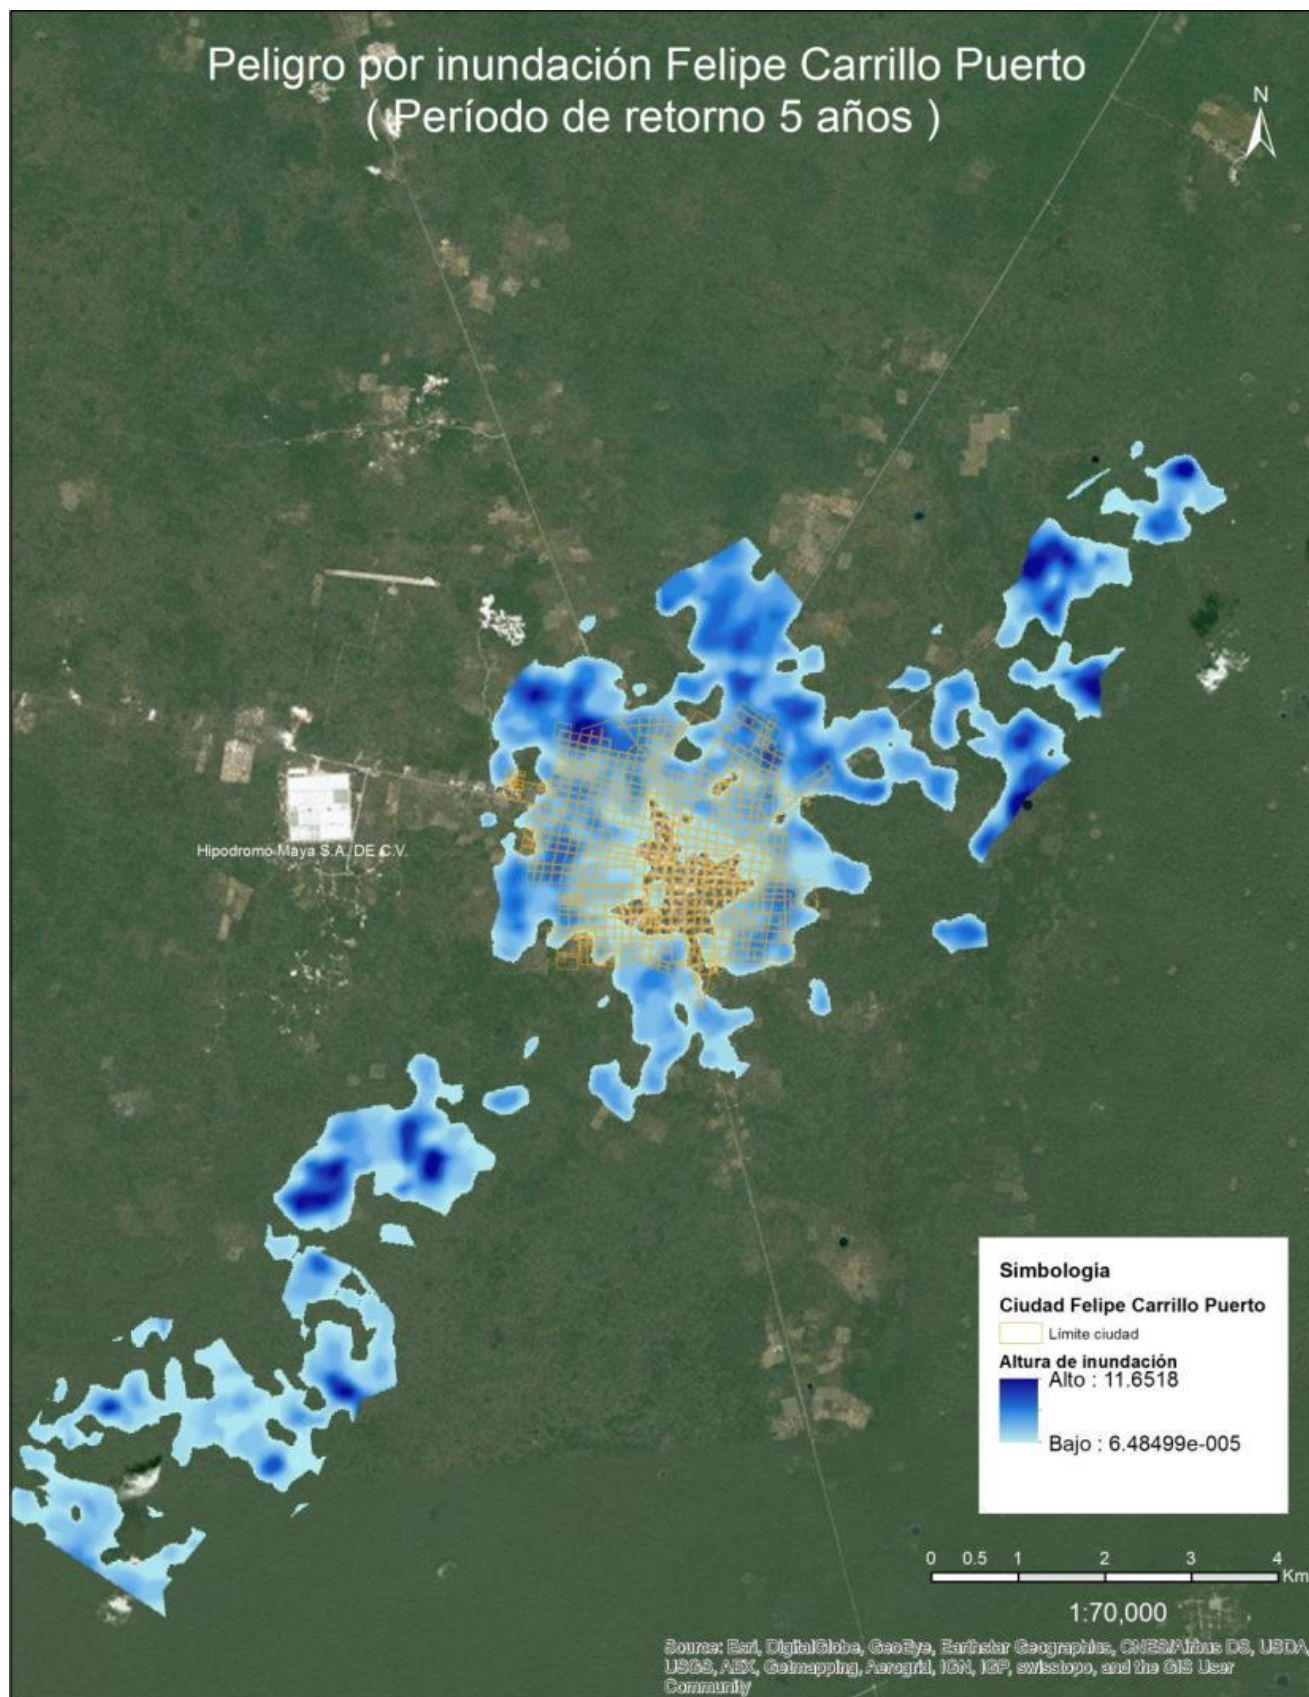 Peligro por inundación Felipe Carrillo Puerto
( Período de retorno 5 años )
N
Hipodromo Maya S.A. DE C.V.
Simbología
Ciudad Felipe Carrillo Puerto
Límite ciudad
Altura de inundación
Alto : 11.6518
Bajo : 6.48499e-005
0 0.5 1 2 3 4
Km
1:70,000
Source: Esri, DigitalGlobe, GeoEye, Earthstar Geographics, CNES/Airbus DS, USDA,
USGS, AEX, Getmapping, Aerogrid, IGN, IGP, swisstopo, and the GIS User
Community